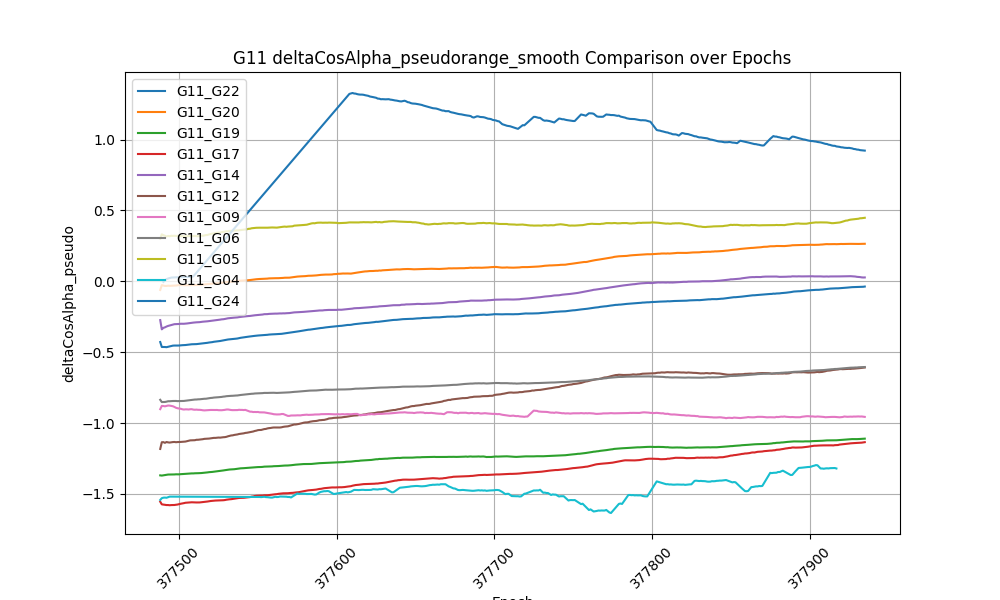 G11 deltaCosAlpha_pseudorange_smooth Comparison over Epochs
deltaCosAlpha_pseudo
1.0
0.5
0.0
−0.5
−1.0
−1.5
G11_G22
G11_G20
G11_G19
G11_G17
G11_G14
G11_G12
G11_G09
G11_G06
G11_G05
G11_G04
G11_G24
377500
377600
377700
377800
377900
Epoch